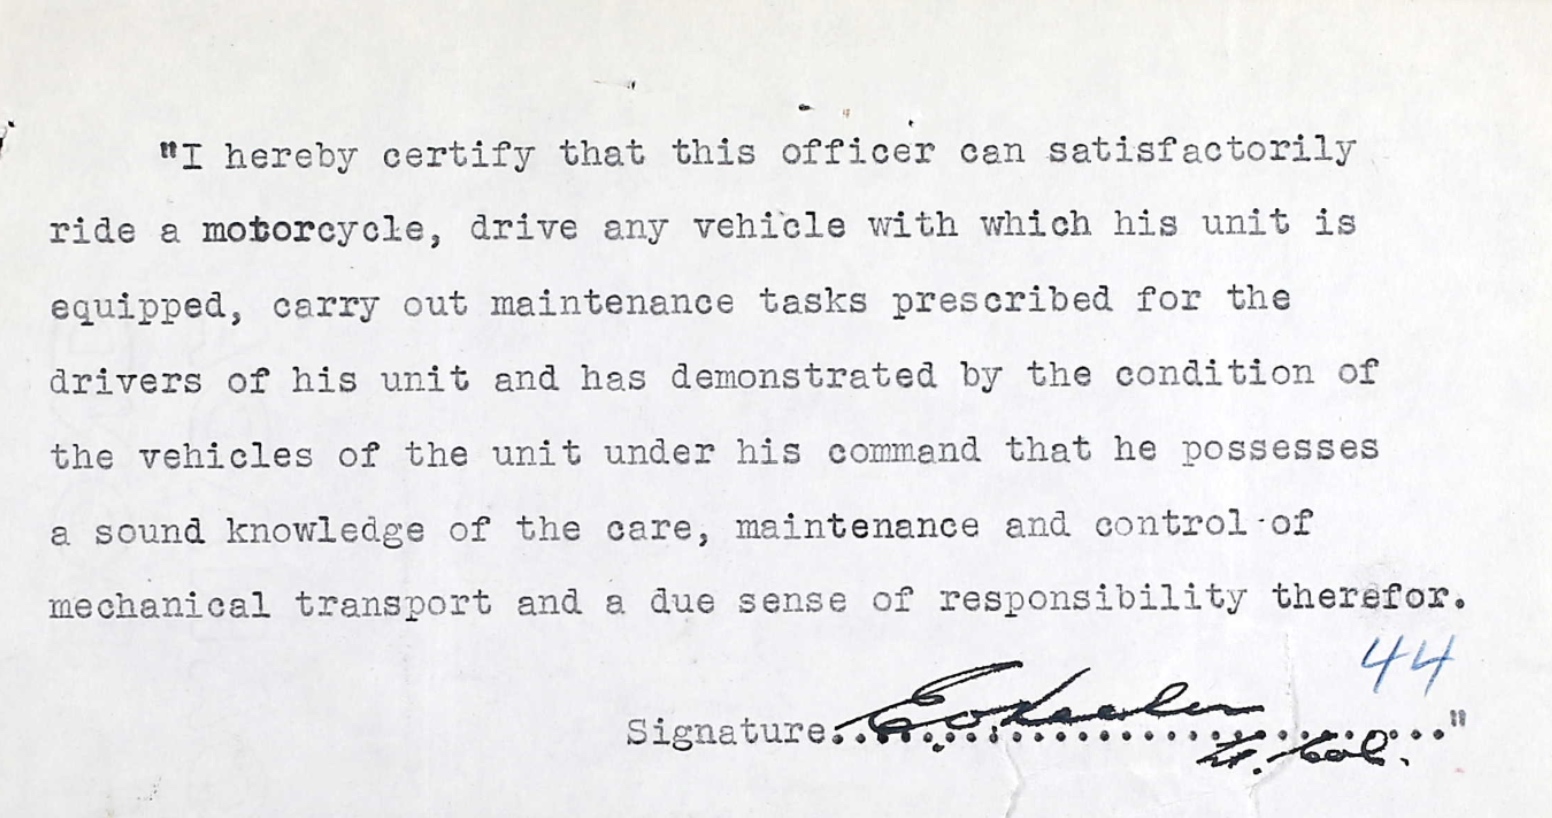 "I hereby certify that this officer can satisfactorily
ride a motorcycle, drive any vehicle with which his unit is
equipped, carry out maintenance tasks prescribed for the
drivers of his unit and has demonstrated by the condition of
the vehicles of the unit under his command that he possesses
a sound knowledge of the care, maintenance and control of
mechanical transport and a due sense of responsibility therefor.
44
Signature.............................."
Lt. Col.